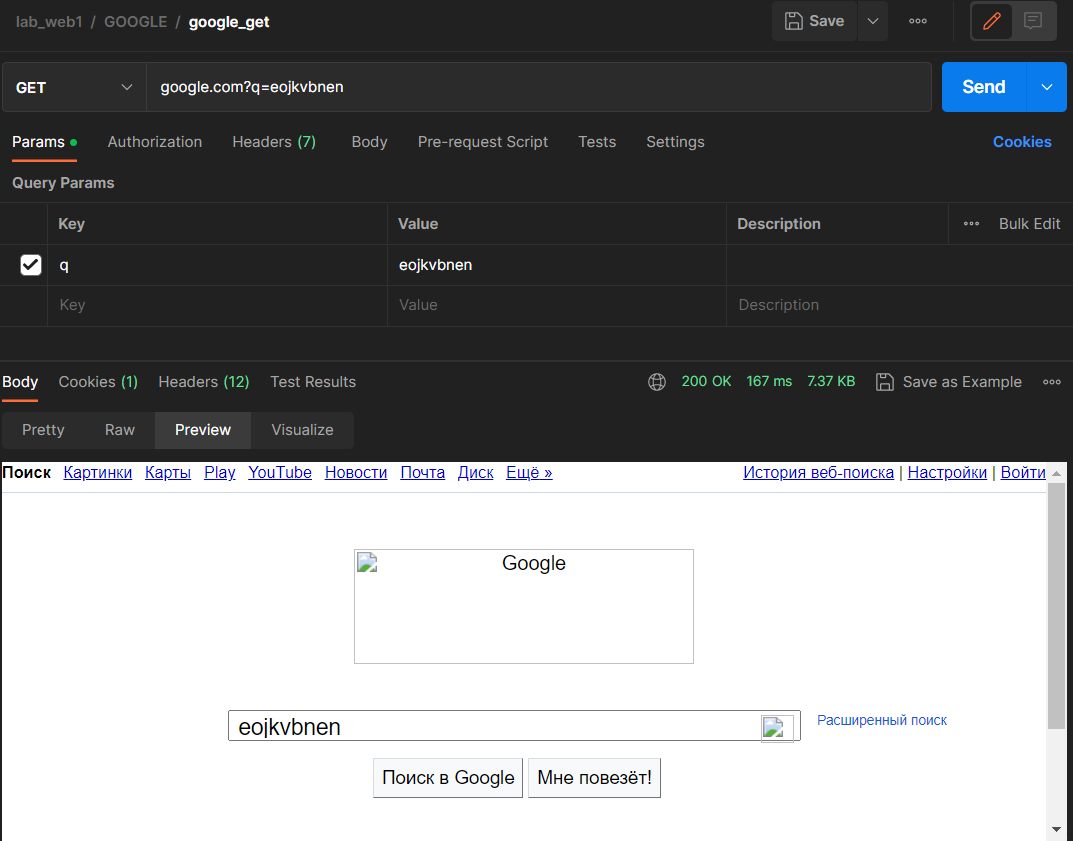 lab_web1 / GOOGLE / google_get Save
GET google.com?q=eojkvbnen Send
Params Authorization Headers (7) Body Pre-request Script Tests Settings Cookies
Query Params
Key Value Description Bulk Edit
q eojkvbnen
Key Value Description
Body Cookies (1) Headers (12) Test Results 200 OK 167 ms 7.37 KB Save as Example
Pretty Raw Preview Visualize
Поиск Картинки Карты Play YouTube Новости Почта Диск Ещё » История веб-поиска | Настройки | Войти
Google
eojkvbnen Расширенный поиск
Поиск в Google Мне повезёт!